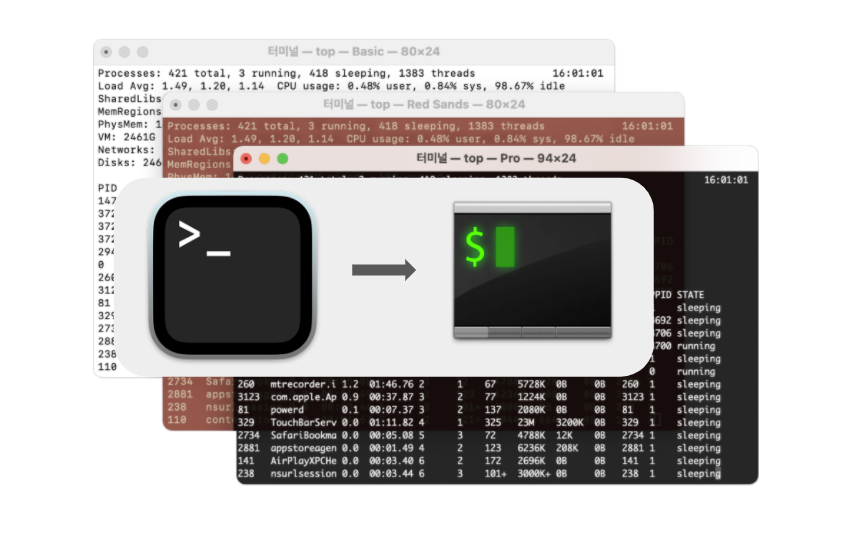 터미널 — top — Basic — 80×24
Processes: 421 total, 3 running, 418 sleeping, 1383 threads 16:01:01
Load Avg: 1.49, 1.20, 1.14 CPU usage: 0.48% user, 0.84% sys, 98.67% idle
SharedLibs
MemRegions
PhysMem: 1
VM: 2461G
Networks:
Disks: 246
PID
147
372
372
372
294
0
260
312
81
329
273
288
238
110
터미널 — top — Red Sands — 80×24
Processes: 421 total, 3 running, 418 sleeping, 1383 threads 16:01:01
Load Avg: 1.49, 1.20, 1.14 CPU usage: 0.48% user, 0.84% sys, 98.67% idle
SharedLibs
MemRegions
PhysMem: 1
2734 Safa
2881 apps
238 nsur
110 conte
터미널 — top — Pro — 94×24
16:01:01
PPID STATE
sleeping
sleeping
sleeping
running
1 sleeping
0 running
260 mtrecorder.i 1.2 01:46.76 2 1 67 5728K 0B 0B 260 1 sleeping
3123 com.apple.Ap 0.9 00:37.87 3 2 77 1224K 0B 0B 3123 1 sleeping
81 powerd 0.1 00:07.37 3 2 137 2080K 0B 0B 81 1 sleeping
329 TouchBarServ 0.0 01:11.82 4 1 325 23M 3200K 0B 329 1 sleeping
2734 SafariBookma 0.0 00:05.08 5 3 72 4788K 12K 0B 2734 1 sleeping
2881 appstoreagen 0.0 00:01.49 4 2 123 6236K 208K 0B 2881 1 sleeping
141 AirPlayXPCHe 0.0 00:03.40 6 2 172 2696K 0B 0B 141 1 sleeping
238 nsurlsession 0.0 00:03.44 6 3 101+ 3000K+ 0B 0B 238 1 sleeping
>_
$